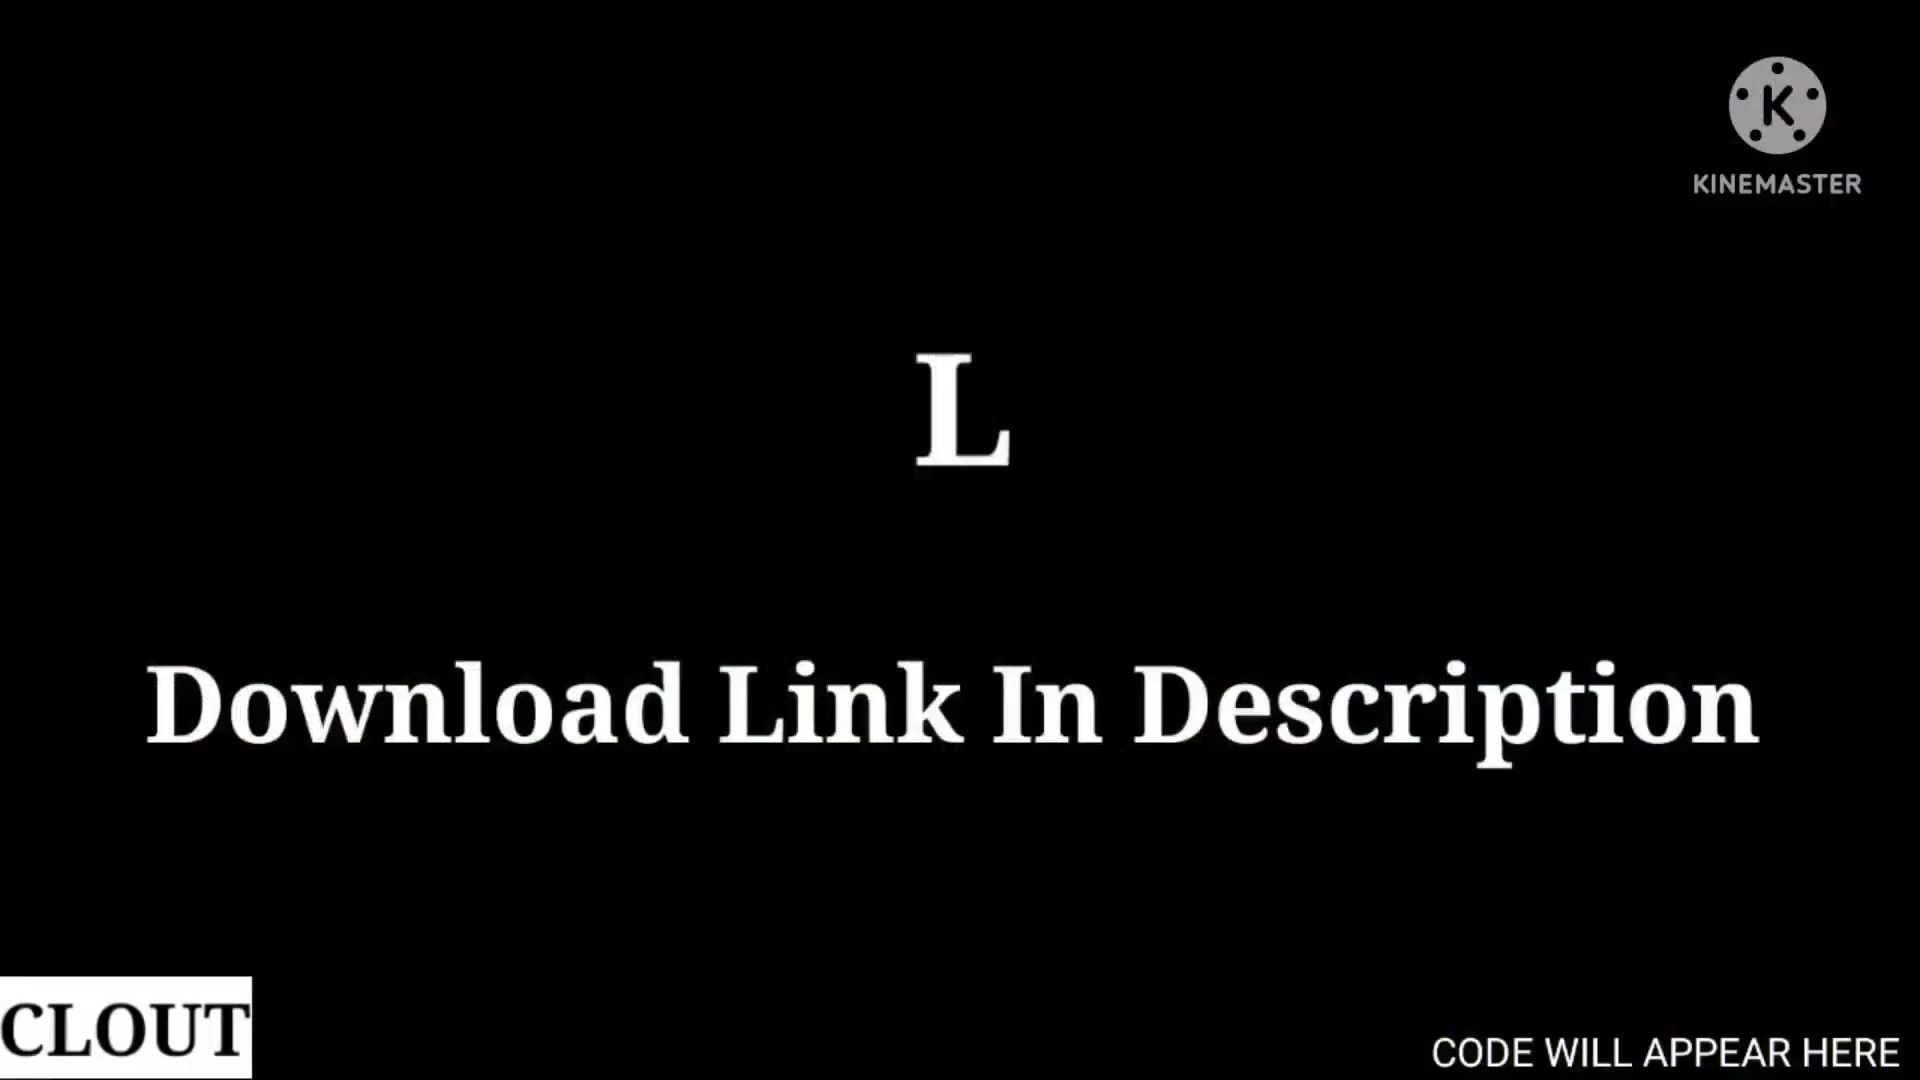 K
KINEMASTER
L
Download Link In Description
CLOUT
CODE WILL APPEAR HERE